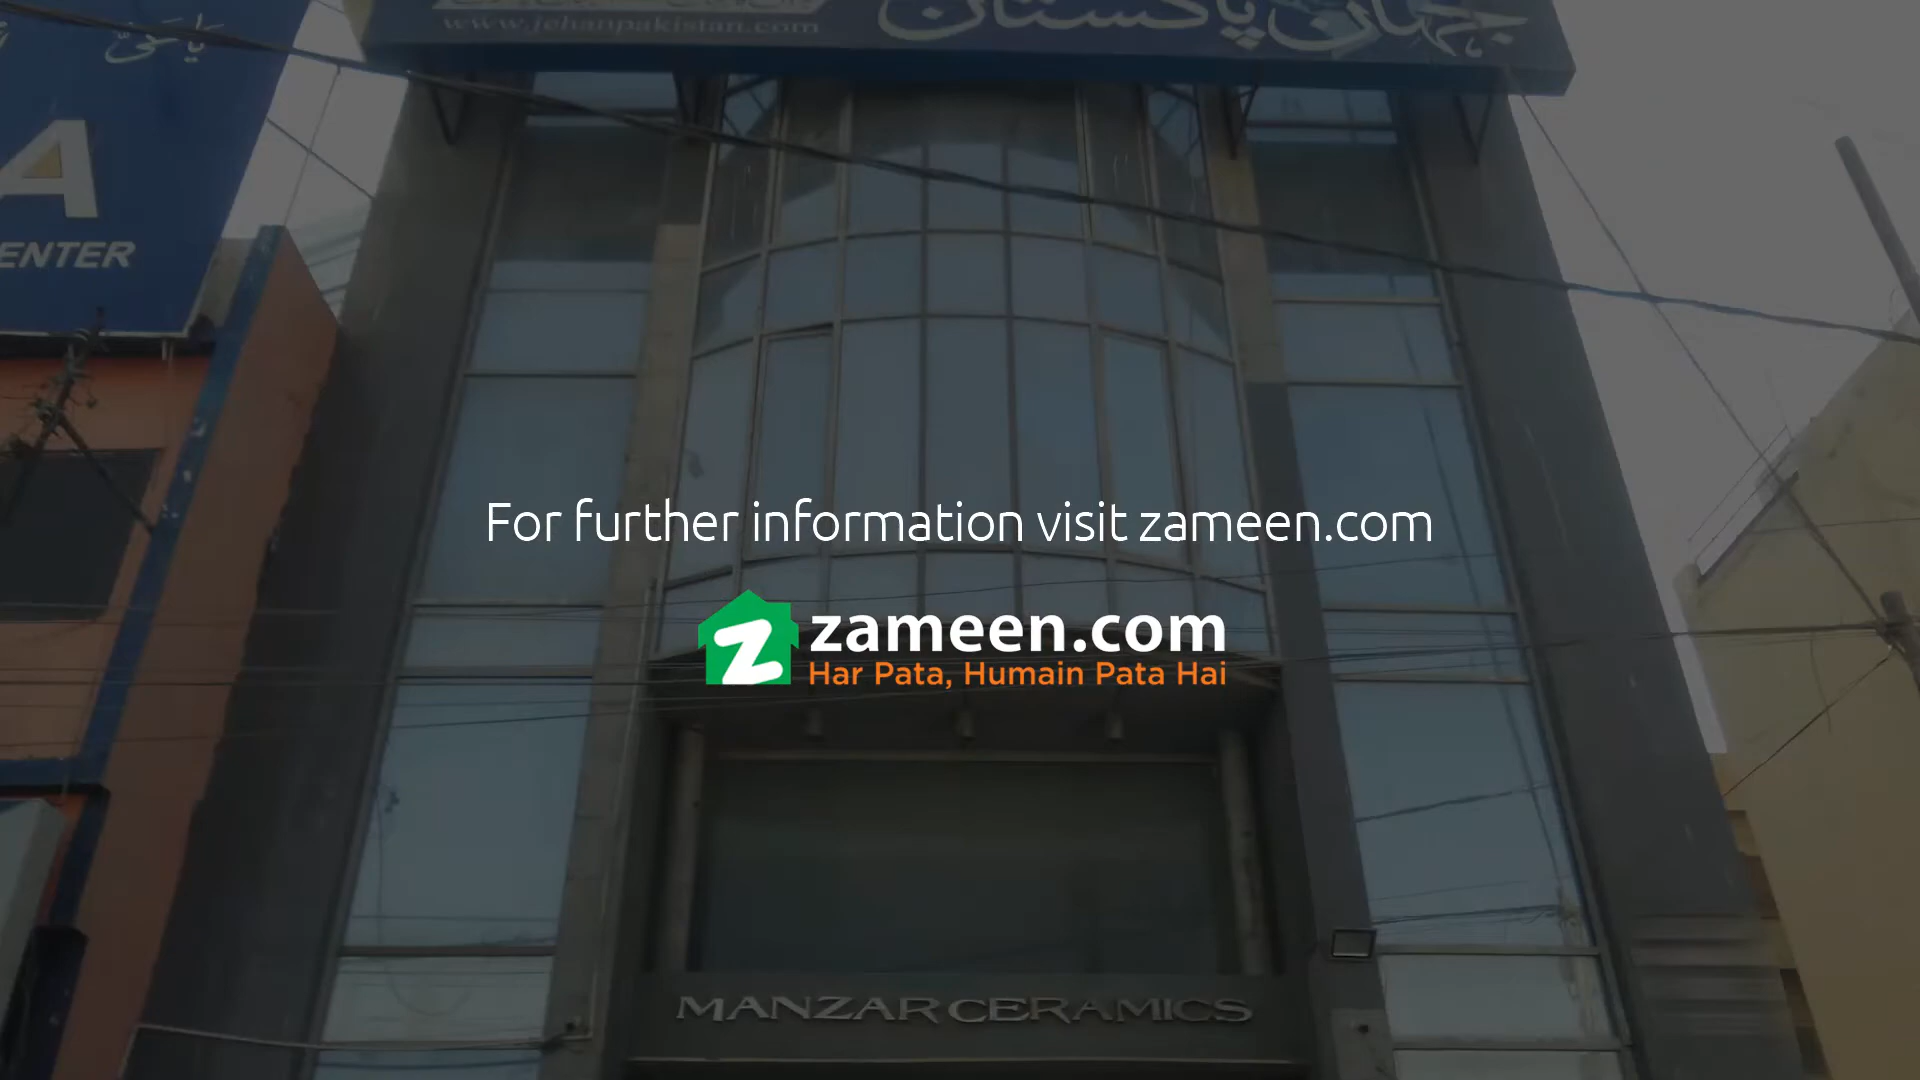 www.jehanpakistan.com
جہان پاکستان
یا حَیُّ
A
ENTER
For further information visit zameen.com
zameen.com
Har Pata, Humain Pata Hai
MANZAR CERAMICS